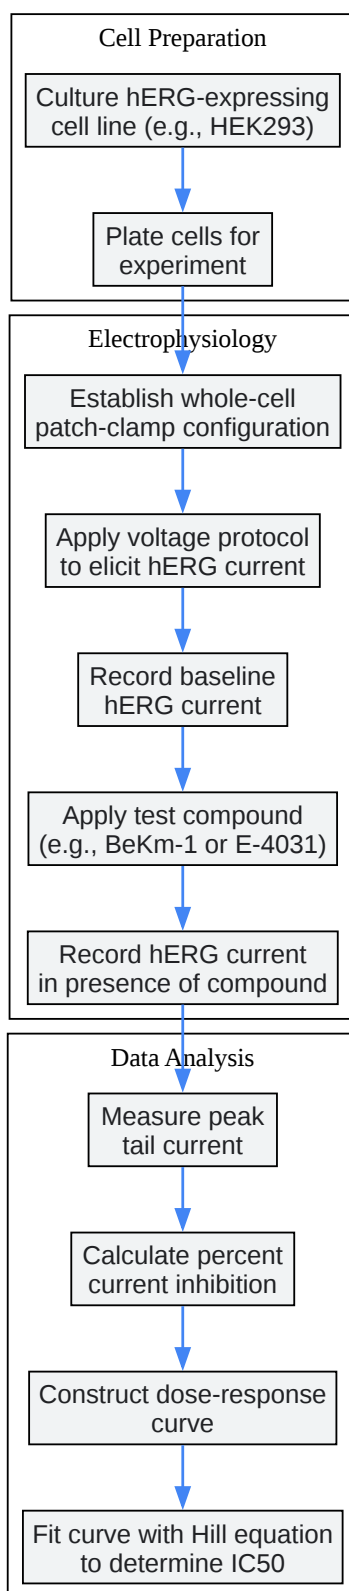 Cell Preparation
Culture hERG-expressing
cell line (e.g., HEK293)
Plate cells for
experiment
Electrophysiology
Establish whole-cell
patch-clamp configuration
Apply voltage protocol
to elicit hERG current
Record baseline
hERG current
Apply test compound
(e.g., BeKm-1 or E-4031)
Record hERG current
in presence of compound
Data Analysis
Measure peak
tail current
Calculate percent
current inhibition
Construct dose-response
curve
Fit curve with Hill equation
to determine IC50